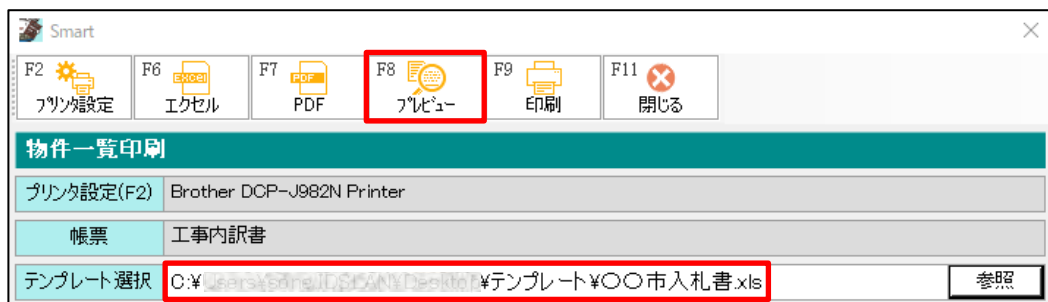 Smart
F2 プリンタ設定
F6 EXCEL エクセル
F7 PDF PDF
F8 プレビュー
F9 印刷
F11 閉じる
物件一覧印刷
プリンタ設定(F2) Brother DCP-J982N Printer
帳票 工事内訳書
テンプレート選択 C:¥ ¥テンプレート¥〇〇市入札書.xls 参照